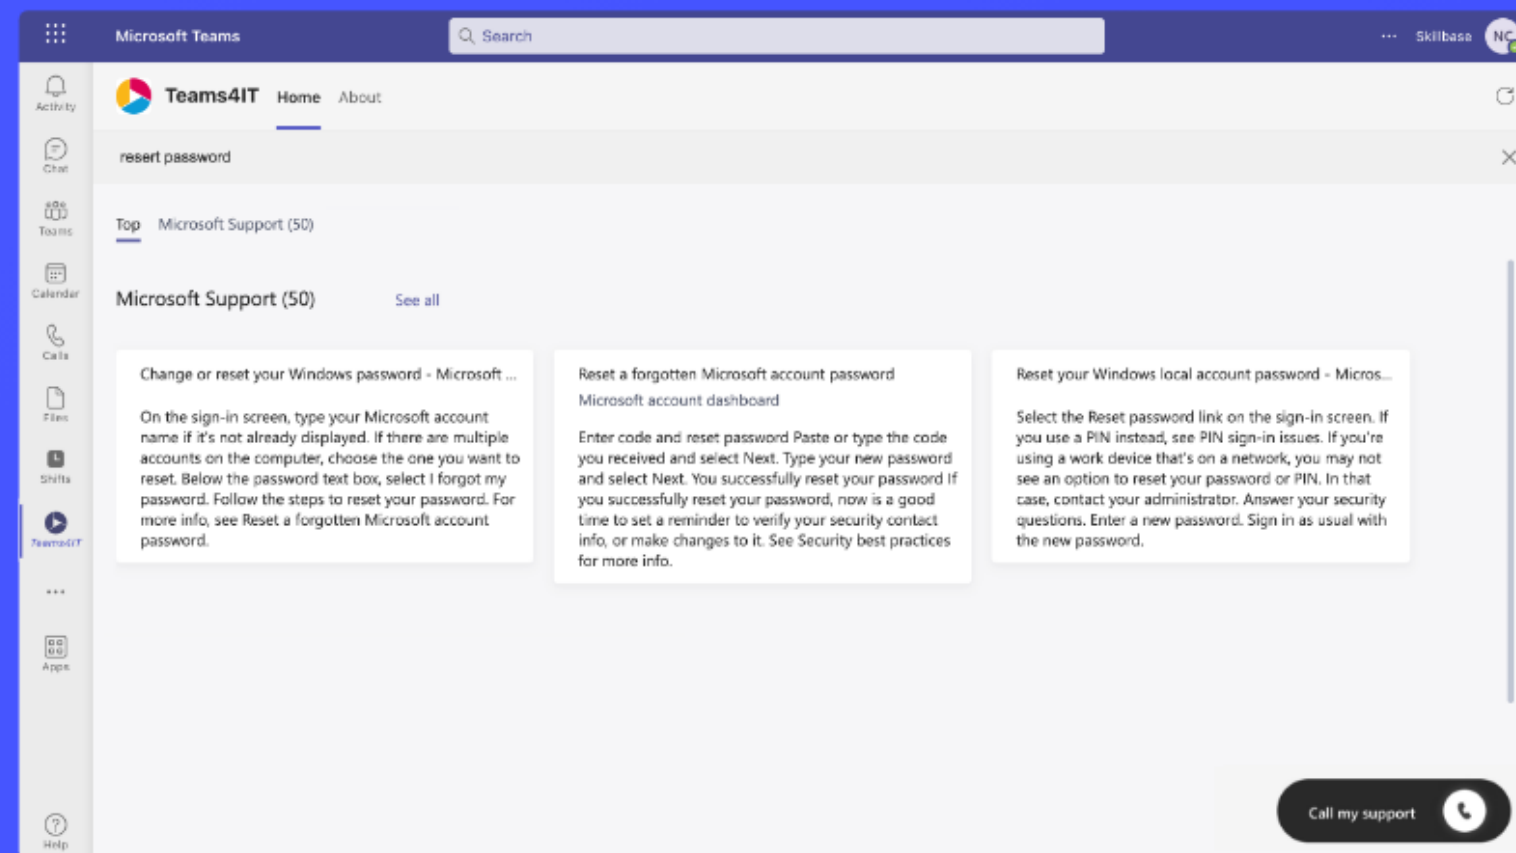 Microsoft Teams
Search
Skillbase
NC
Activity
Chat
Teams
Calendar
Calls
Files
Shifts
Teams4IT
Apps
Help
Teams4IT Home About
resert password
Top Microsoft Support (50)
Microsoft Support (50) See all
Change or reset your Windows password - Microsoft ...
On the sign-in screen, type your Microsoft account
name if it's not already displayed. If there are multiple
accounts on the computer, choose the one you want to
reset. Below the password text box, select I forgot my
password. Follow the steps to reset your password. For
more info, see Reset a forgotten Microsoft account
password.
Reset a forgotten Microsoft account password
Microsoft account dashboard
Enter code and reset password Paste or type the code
you received and select Next. Type your new password
and select Next. You successfully reset your password If
you successfully reset your password, now is a good
time to set a reminder to verify your security contact
info, or make changes to it. See Security best practices
for more info.
Reset your Windows local account password - Micros...
Select the Reset password link on the sign-in screen. If
you use a PIN instead, see PIN sign-in issues. If you're
using a work device that's on a network, you may not
see an option to reset your password or PIN. In that
case, contact your administrator. Answer your security
questions. Enter a new password. Sign in as usual with
the new password.
Call my support